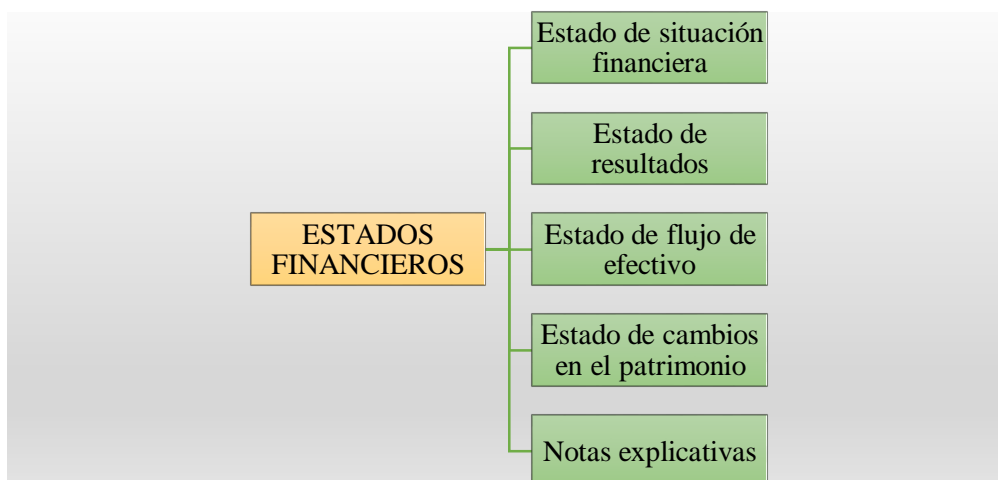 Estado de situación
financiera
Estado de
resultados
ESTADOS
FINANCIEROS
Estado de flujo de
efectivo
Estado de cambios
en el patrimonio
Notas explicativas